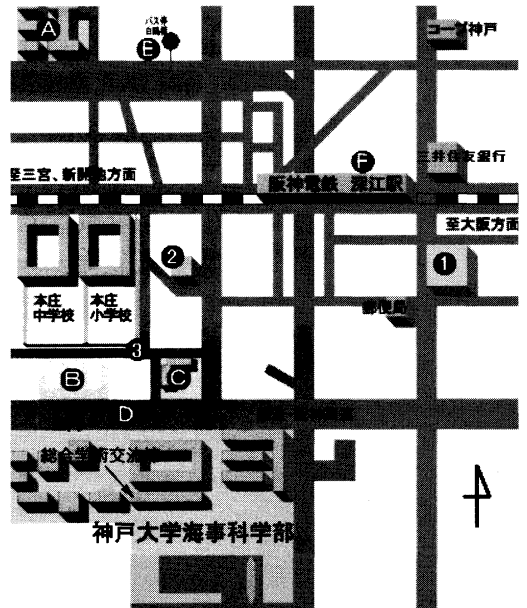 A
バス停
E
コープ神戸
三井住友銀行
F
至三宮、新開地方面
阪神電鉄 深江駅
至大阪方面
1
2
本庄
中学校
本庄
小学校
郵便局
3
B
C
D
総合学術交流棟
神戸大学海事科学部